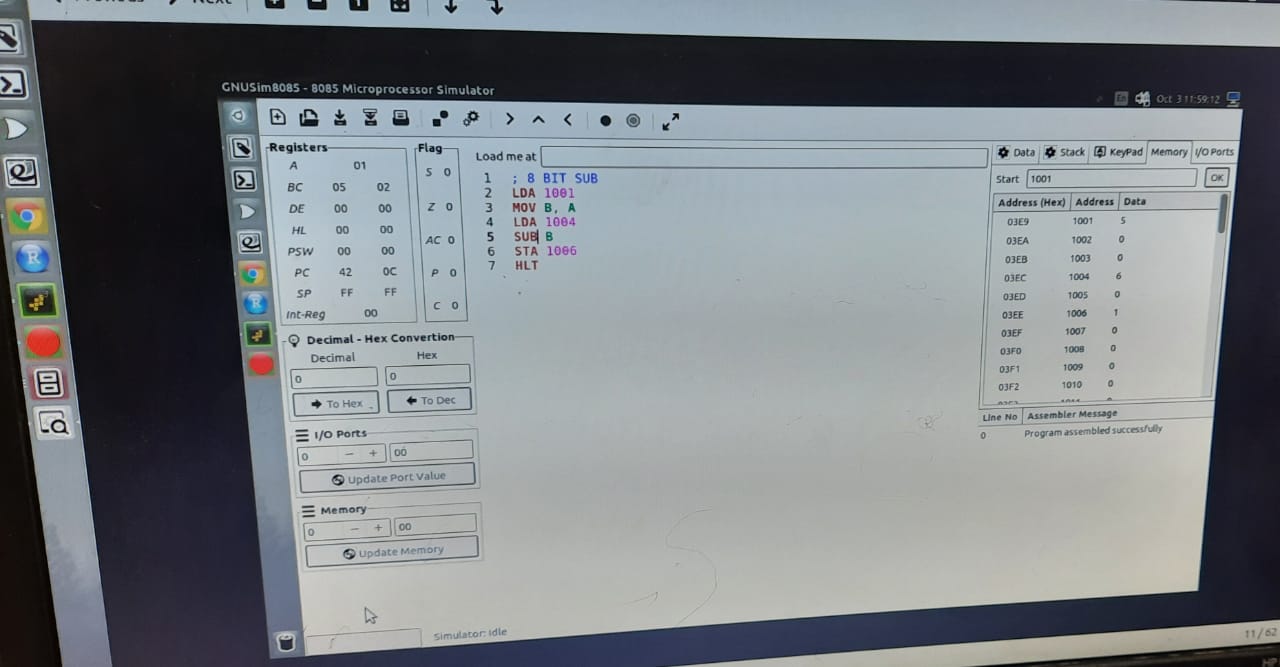 GNUSim8085 - 8085 Microprocessor Simulator
En
Oct 3 11:59:12
Registers
A 01
BC 05 02
DE 00 00
HL 00 00
PSW 00 00
PC 42 0C
SP FF FF
Int-Reg 00
Flag
S 0
Z 0
AC 0
P 0
C 0
Decimal - Hex Convertion
Decimal Hex
0 0
To Hex To Dec
I/O Ports
0 - + 00
Update Port Value
Memory
0 - + 00
Update Memory
Load me at
1 ; 8 BIT SUB
2 LDA 1001
3 MOV B, A
4 LDA 1004
5 SUB B
6 STA 1006
7 HLT
Data Stack KeyPad Memory I/O Ports
Start 1001 OK
Address (Hex) Address Data
03E9 1001 5
03EA 1002 0
03EB 1003 0
03EC 1004 6
03ED 1005 0
03EE 1006 1
03EF 1007 0
03F0 1008 0
03F1 1009 0
03F2 1010 0
Line No Assembler Message
0 Program assembled successfully
Simulator: Idle
11/62